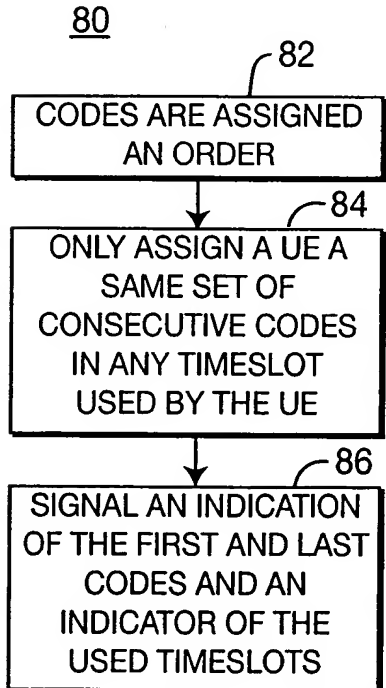 80
82
CODES ARE ASSIGNED
AN ORDER
84
ONLY ASSIGN A UE A
SAME SET OF
CONSECUTIVE CODES
IN ANY TIMESLOT
USED BY THE UE
86
SIGNAL AN INDICATION
OF THE FIRST AND LAST
CODES AND AN
INDICATOR OF THE
USED TIMESLOTS